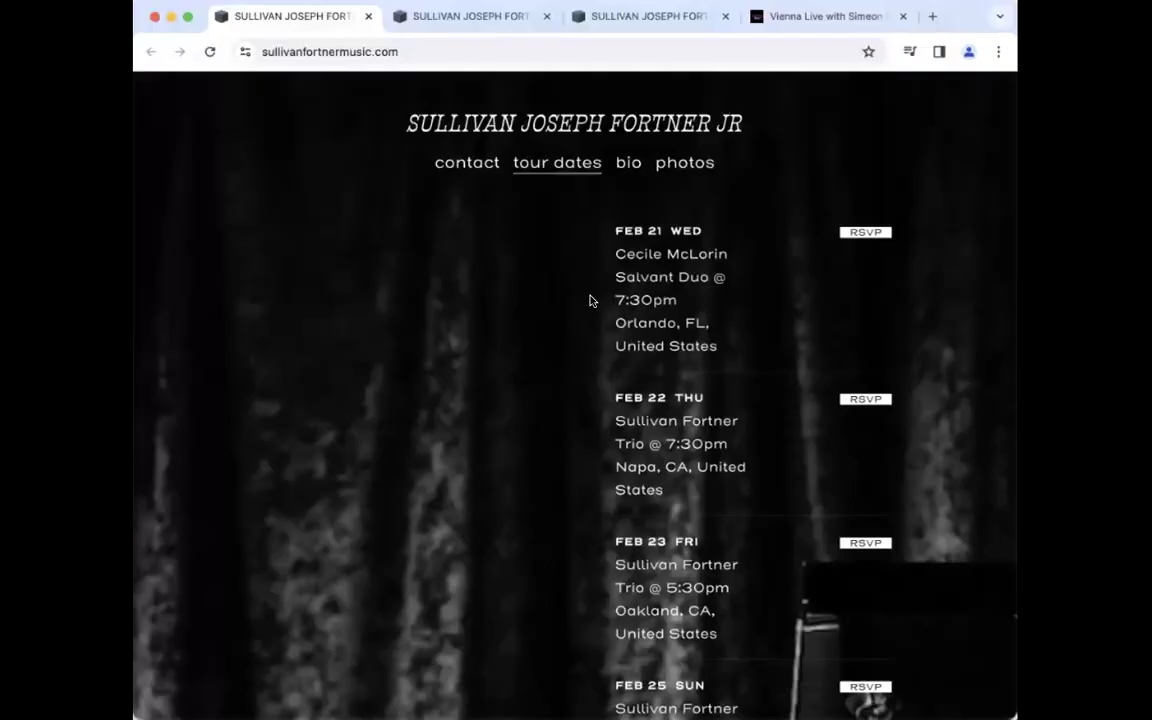 SULLIVAN JOSEPH FORT
SULLIVAN JOSEPH FORT
SULLIVAN JOSEPH FORT
Vienna Live with Simeon
sullivanfortnermusic.com
SULLIVAN JOSEPH FORTNER JR
contact tour dates bio photos
FEB 21 WED
RSVP
Cecile McLorin
Salvant Duo @
7:30pm
Orlando, FL,
United States
FEB 22 THU
RSVP
Sullivan Fortner
Trio @ 7:30pm
Napa, CA, United
States
FEB 23 FRI
RSVP
Sullivan Fortner
Trio @ 5:30pm
Oakland, CA,
United States
FEB 25 SUN
RSVP
Sullivan Fortner